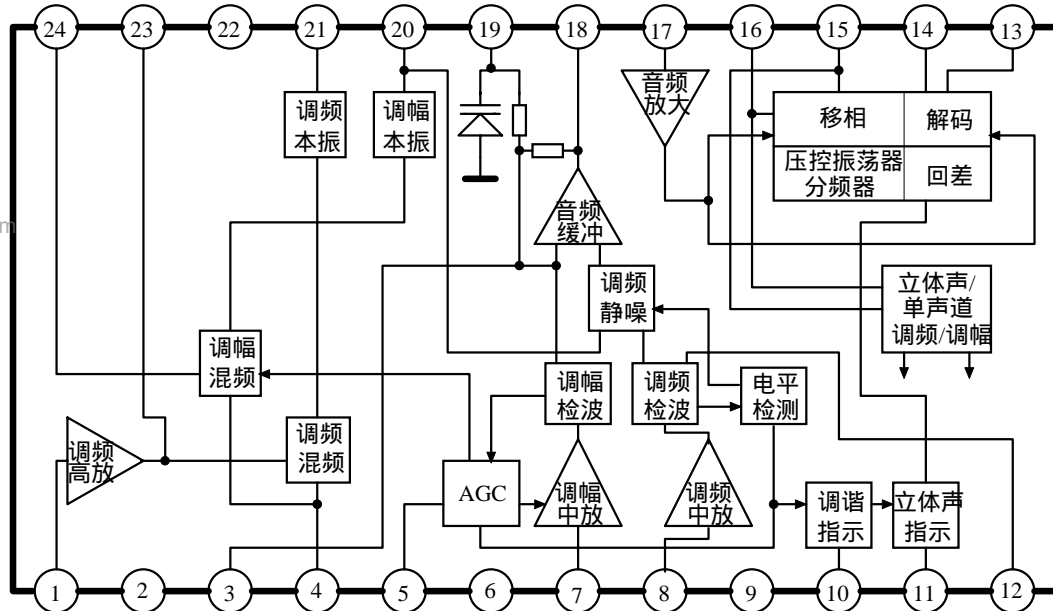 24 23 22 21 20 19 18 17 16 15 14 13
调频
本振
调幅
本振
音频
放大
移相
解码
压控振荡器
分频器
回差
音频
缓冲
调频
静噪
立体声/
单声道
调频/调幅
调幅
混频
调幅
检波
调频
检波
电平
检测
调频
高放
调频
混频
AGC
调幅
中放
调频
中放
调谐
指示
立体声
指示
1 2 3 4 5 6 7 8 9 10 11 12
m